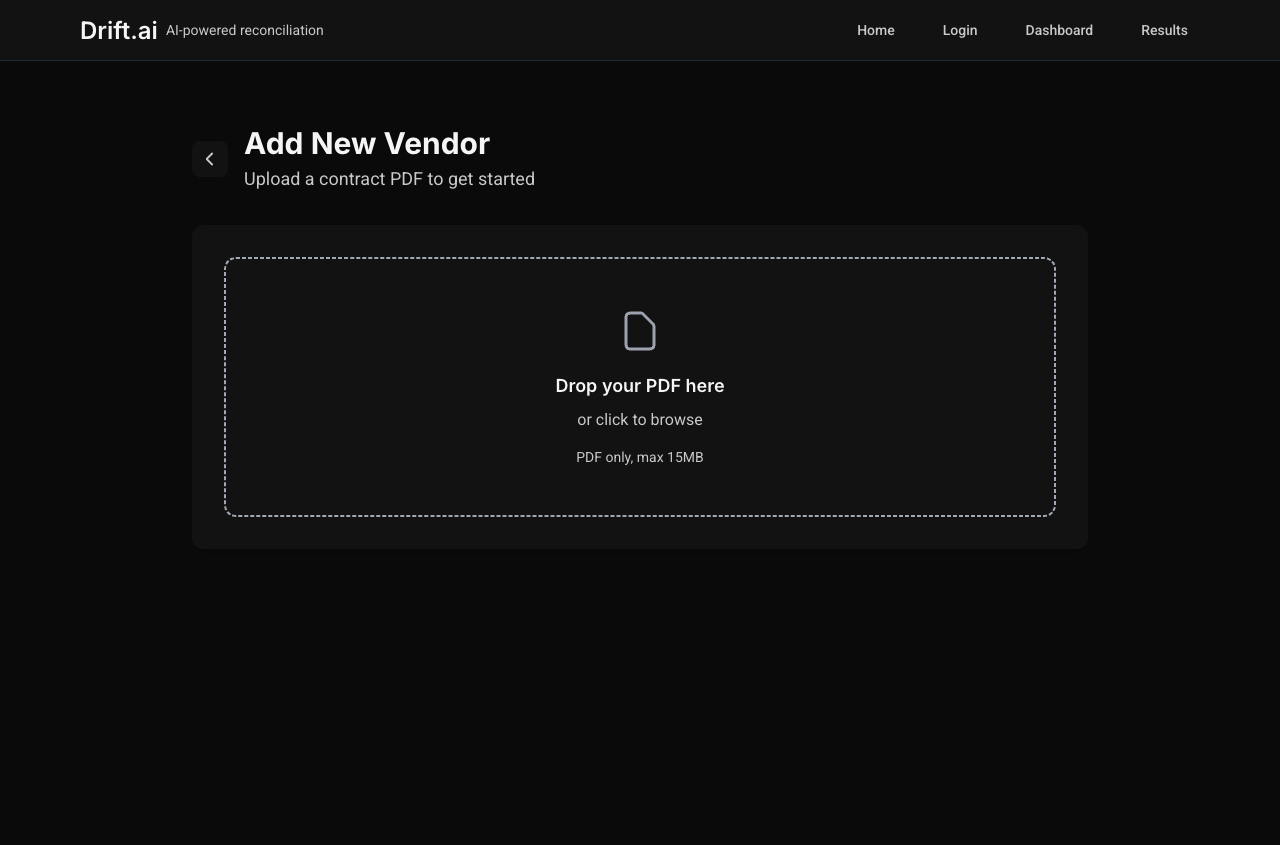 Drift.ai AI-powered reconciliation Home Login Dashboard Results
Add New Vendor
Upload a contract PDF to get started
Drop your PDF here
or click to browse
PDF only, max 15MB